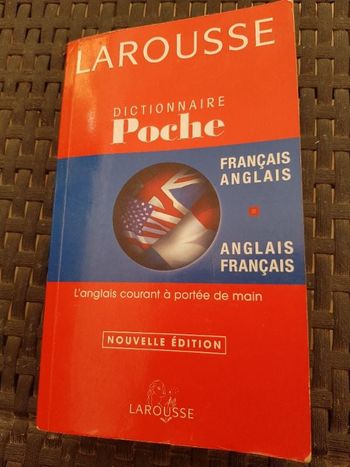 LAROUSSE
DICTIONNAIRE
Poche
FRANÇAIS
ANGLAIS
ANGLAIS
FRANÇAIS
L'anglais courant à portée de main
NOUVELLE ÉDITION
LAROUSSE